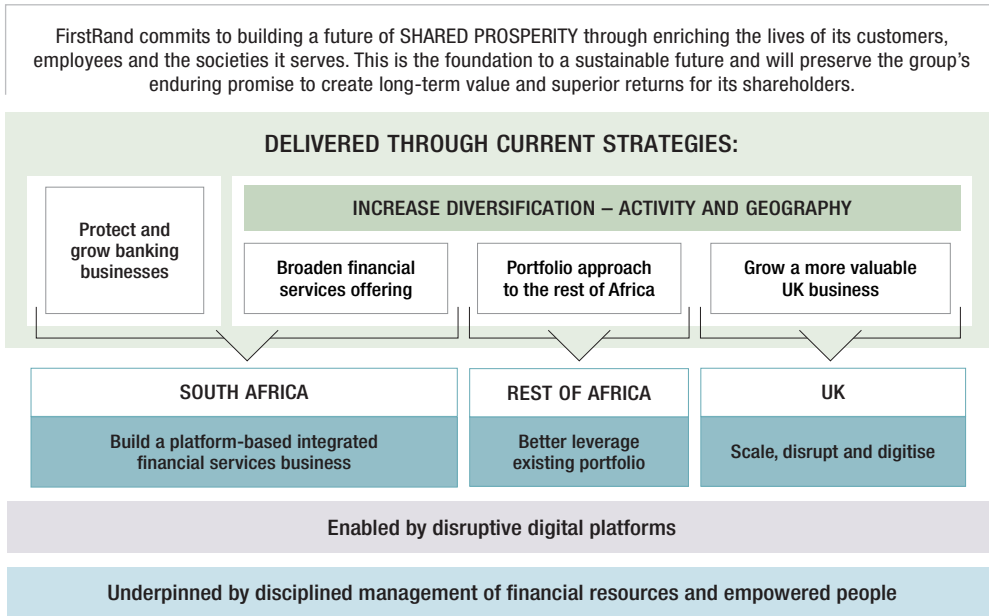 FirstRand commits to building a future of SHARED PROSPERITY through enriching the lives of its customers,
employees and the societies it serves. This is the foundation to a sustainable future and will preserve the group’s
enduring promise to create long-term value and superior returns for its shareholders.
DELIVERED THROUGH CURRENT STRATEGIES:
Protect and
grow banking
businesses
INCREASE DIVERSIFICATION – ACTIVITY AND GEOGRAPHY
Broaden financial
services offering
Portfolio approach
to the rest of Africa
Grow a more valuable
UK business
SOUTH AFRICA
Build a platform-based integrated
financial services business
REST OF AFRICA
Better leverage
existing portfolio
UK
Scale, disrupt and digitise
Enabled by disruptive digital platforms
Underpinned by disciplined management of financial resources and empowered people